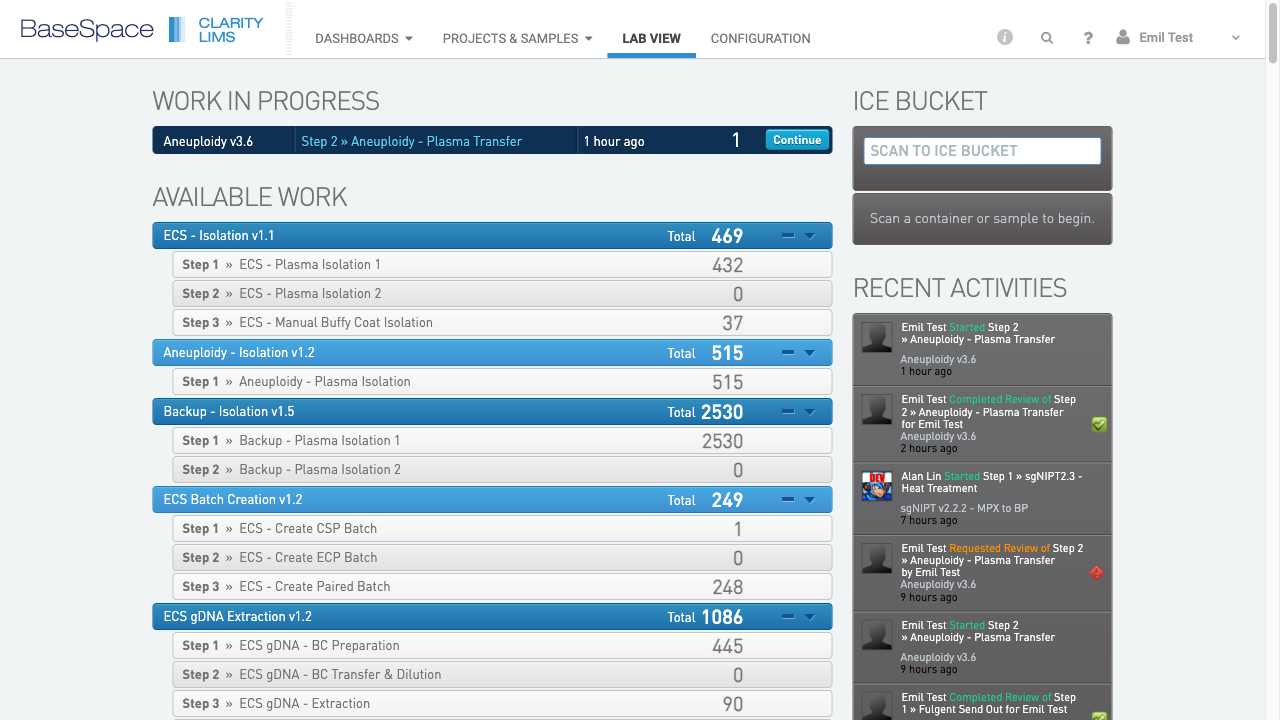 BaseSpace CLARITY LIMS
DASHBOARDS PROJECTS & SAMPLES LAB VIEW CONFIGURATION
i ? Emil Test
WORK IN PROGRESS
Aneuploidy v3.6 Step 2 » Aneuploidy - Plasma Transfer 1 hour ago 1 Continue
AVAILABLE WORK
ECS - Isolation v1.1 Total 469
Step 1 » ECS - Plasma Isolation 1 432
Step 2 » ECS - Plasma Isolation 2 0
Step 3 » ECS - Manual Buffy Coat Isolation 37
Aneuploidy - Isolation v1.2 Total 515
Step 1 » Aneuploidy - Plasma Isolation 515
Backup - Isolation v1.5 Total 2530
Step 1 » Backup - Plasma Isolation 1 2530
Step 2 » Backup - Plasma Isolation 2 0
ECS Batch Creation v1.2 Total 249
Step 1 » ECS - Create CSP Batch 1
Step 2 » ECS - Create ECP Batch 0
Step 3 » ECS - Create Paired Batch 248
ECS gDNA Extraction v1.2 Total 1086
Step 1 » ECS gDNA - BC Preparation 445
Step 2 » ECS gDNA - BC Transfer & Dilution 0
Step 3 » ECS gDNA - Extraction 90
ICE BUCKET
SCAN TO ICE BUCKET
Scan a container or sample to begin.
RECENT ACTIVITIES
Emil Test Started Step 2
» Aneuploidy - Plasma Transfer
Aneuploidy v3.6
1 hour ago
Emil Test Completed Review of Step
2 » Aneuploidy - Plasma Transfer
for Emil Test
Aneuploidy v3.6
2 hours ago
DEV
Alan Lin Started Step 1 » sgNIPT2.3 -
Heat Treatment
sgNIPT v2.2.2 - MPX to BP
7 hours ago
Emil Test Requested Review of Step 2
» Aneuploidy - Plasma Transfer
by Emil Test
Aneuploidy v3.6
9 hours ago
Emil Test Started Step 2
» Aneuploidy - Plasma Transfer
Aneuploidy v3.6
9 hours ago
Emil Test Completed Review of Step
1 » Fulgent Send Out for Emil Test